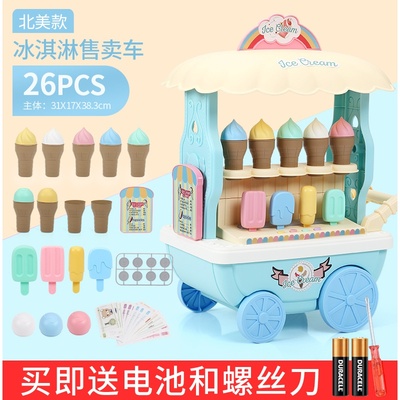 北美款
冰淇淋售卖车
26PCS
主体：31X17X38.3cm
Ice Cream
Ice Cream
Ice Cream
DURACELL
DURACELL
买即送电池和螺丝刀